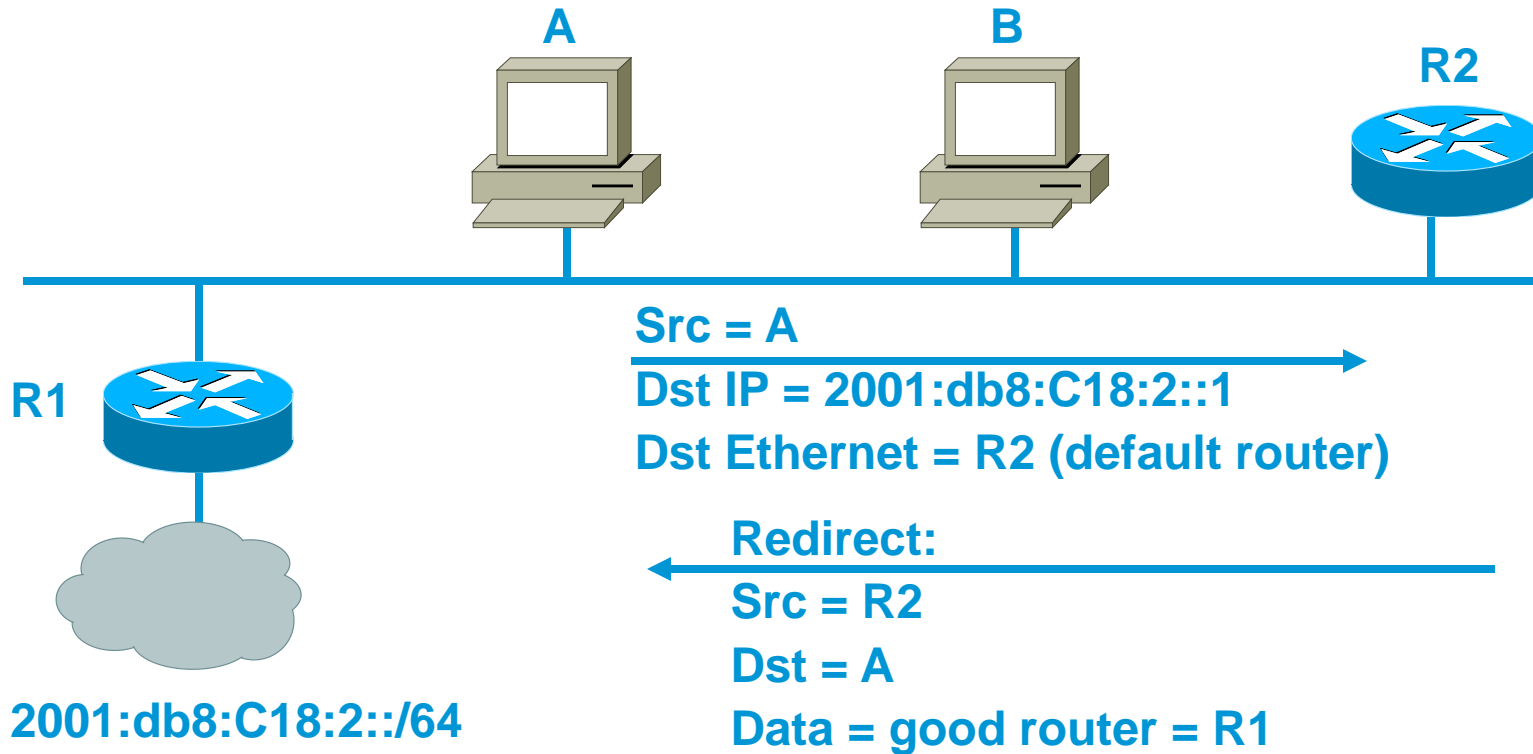 A
B
R2
R1
Src = A
Dst IP = 2001:db8:C18:2::1
Dst Ethernet = R2 (default router)
Redirect:
Src = R2
Dst = A
Data = good router = R1
2001:db8:C18:2::/64